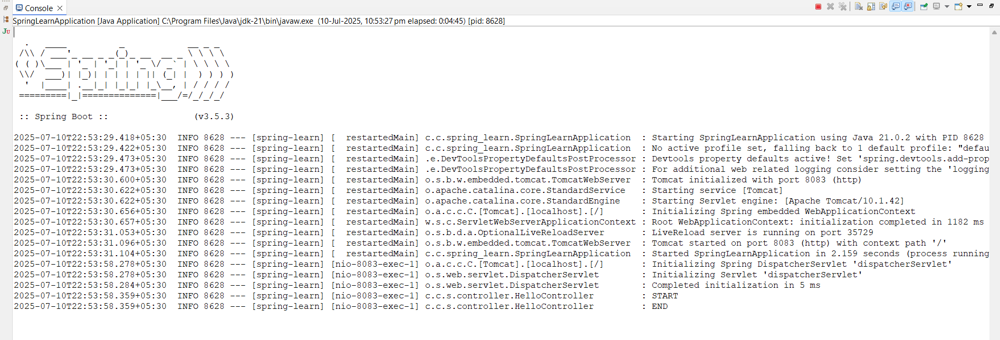 Console
SpringLearnApplication [Java Application] C:\Program Files\Java\jdk-21\bin\javaw.exe  (10-Jul-2025, 10:53:27 pm elapsed: 0:04:45) [pid: 8628]
Ju
  .   ____          _            __ _ _
 /\\ / ___'_ __ _ _(_)_ __  __ _ \ \ \ \
( ( )\___ | '_ | '_| | '_ \/ _` | \ \ \ \
 \\/  ___)| |_)| | | | | || (_| |  ) ) ) )
  '  |____| .__|_| |_|_| |_\__, | / / / /
 =========|_|==============|___/=/_/_/_/
 :: Spring Boot ::                (v3.5.3)
2025-07-10T22:53:29.418+05:30  INFO 8628 --- [spring-learn] [  restartedMain] c.c.spring_learn.SpringLearnApplication  : Starting SpringLearnApplication using Java 21.0.2 with PID 8628
2025-07-10T22:53:29.422+05:30  INFO 8628 --- [spring-learn] [  restartedMain] c.c.spring_learn.SpringLearnApplication  : No active profile set, falling back to 1 default profile: "defau
2025-07-10T22:53:29.473+05:30  INFO 8628 --- [spring-learn] [  restartedMain] .e.DevToolsPropertyDefaultsPostProcessor : Devtools property defaults active! Set 'spring.devtools.add-prop
2025-07-10T22:53:29.473+05:30  INFO 8628 --- [spring-learn] [  restartedMain] .e.DevToolsPropertyDefaultsPostProcessor : For additional web related logging consider setting the 'logging
2025-07-10T22:53:30.600+05:30  INFO 8628 --- [spring-learn] [  restartedMain] o.s.b.w.embedded.tomcat.TomcatWebServer  : Tomcat initialized with port 8083 (http)
2025-07-10T22:53:30.622+05:30  INFO 8628 --- [spring-learn] [  restartedMain] o.apache.catalina.core.StandardService   : Starting service [Tomcat]
2025-07-10T22:53:30.622+05:30  INFO 8628 --- [spring-learn] [  restartedMain] o.apache.catalina.core.StandardEngine    : Starting Servlet engine: [Apache Tomcat/10.1.42]
2025-07-10T22:53:30.656+05:30  INFO 8628 --- [spring-learn] [  restartedMain] o.a.c.c.C.[Tomcat].[localhost].[/]       : Initializing Spring embedded WebApplicationContext
2025-07-10T22:53:30.657+05:30  INFO 8628 --- [spring-learn] [  restartedMain] w.s.c.ServletWebServerApplicationContext : Root WebApplicationContext: initialization completed in 1182 ms
2025-07-10T22:53:31.053+05:30  INFO 8628 --- [spring-learn] [  restartedMain] o.s.b.d.a.OptionalLiveReloadServer       : LiveReload server is running on port 35729
2025-07-10T22:53:31.096+05:30  INFO 8628 --- [spring-learn] [  restartedMain] o.s.b.w.embedded.tomcat.TomcatWebServer  : Tomcat started on port 8083 (http) with context path '/'
2025-07-10T22:53:31.104+05:30  INFO 8628 --- [spring-learn] [  restartedMain] c.c.spring_learn.SpringLearnApplication  : Started SpringLearnApplication in 2.159 seconds (process running
2025-07-10T22:53:58.278+05:30  INFO 8628 --- [spring-learn] [nio-8083-exec-1] o.a.c.c.C.[Tomcat].[localhost].[/]       : Initializing Spring DispatcherServlet 'dispatcherServlet'
2025-07-10T22:53:58.278+05:30  INFO 8628 --- [spring-learn] [nio-8083-exec-1] o.s.web.servlet.DispatcherServlet        : Initializing Servlet 'dispatcherServlet'
2025-07-10T22:53:58.284+05:30  INFO 8628 --- [spring-learn] [nio-8083-exec-1] o.s.web.servlet.DispatcherServlet        : Completed initialization in 5 ms
2025-07-10T22:53:58.359+05:30  INFO 8628 --- [spring-learn] [nio-8083-exec-1] c.c.s.controller.HelloController         : START
2025-07-10T22:53:58.359+05:30  INFO 8628 --- [spring-learn] [nio-8083-exec-1] c.c.s.controller.HelloController         : END